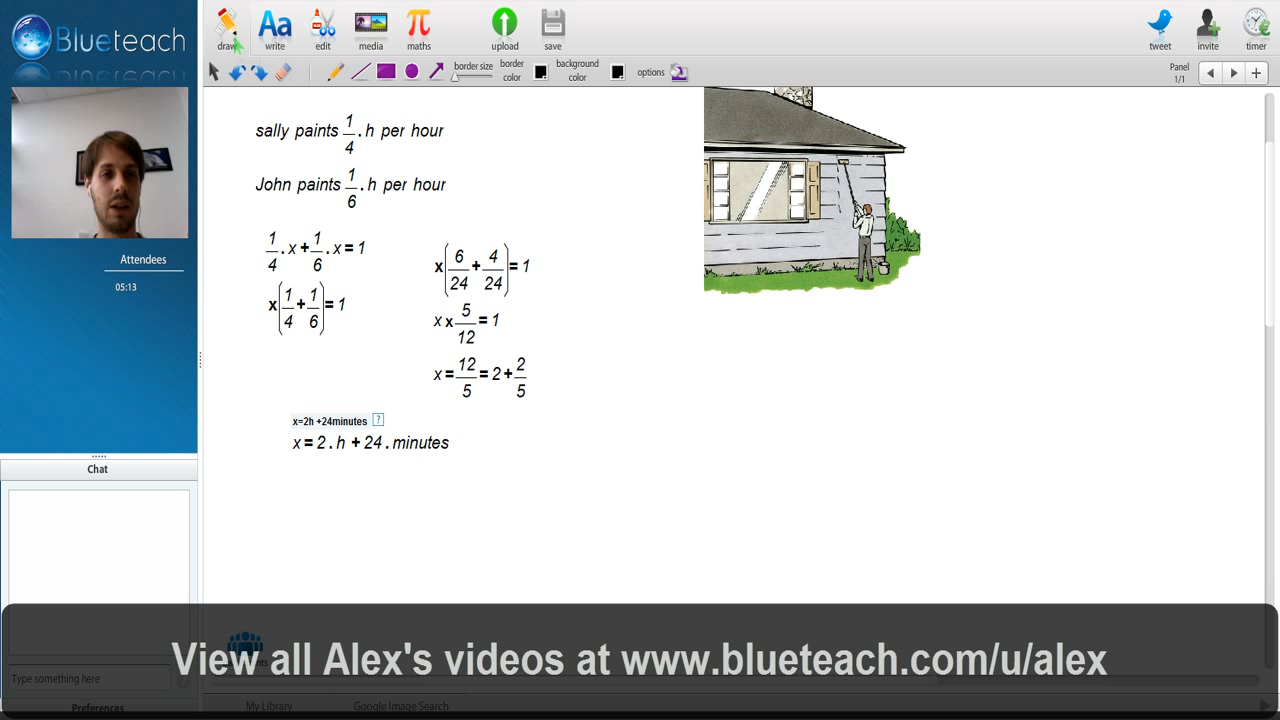 Blueteach
draw
write
edit
media
maths
upload
save
tweet
invite
timer
border size
border color
background color
options
Panel
1/1
Attendees
05:13
sally paints 1/4 . h per hour
John paints 1/6 . h per hour
1/4 . x + 1/6 . x = 1
x(1/4 + 1/6) = 1
x(6/24 + 4/24) = 1
x x 5/12 = 1
x = 12/5 = 2 + 2/5
x=2h +24minutes ?
x = 2 . h + 24 . minutes
Chat
View all Alex's videos at www.blueteach.com/u/alex
Type something here
Preferences
My Library
Google Image Search